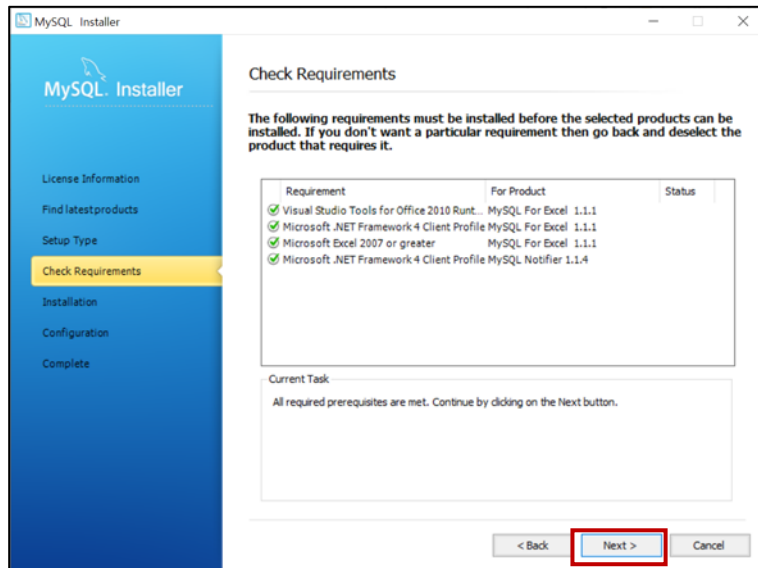 MySQL Installer
MySQL. Installer
License Information
Find latestproducts
Setup Type
Check Requirements
Installation
Configuration
Complete
Check Requirements
The following requirements must be installed before the selected products can be
installed. If you don't want a particular requirement then go back and deselect the
product that requires it.
Requirement For Product Status
Visual Studio Tools for Office 2010 Runt... MySQL For Excel 1.1.1
Microsoft .NET Framework 4 Client Profile MySQL For Excel 1.1.1
Microsoft Excel 2007 or greater MySQL For Excel 1.1.1
Microsoft .NET Framework 4 Client Profile MySQL Notifier 1.1.4
Current Task
All required prerequisites are met. Continue by clicking on the Next button.
< Back Next > Cancel